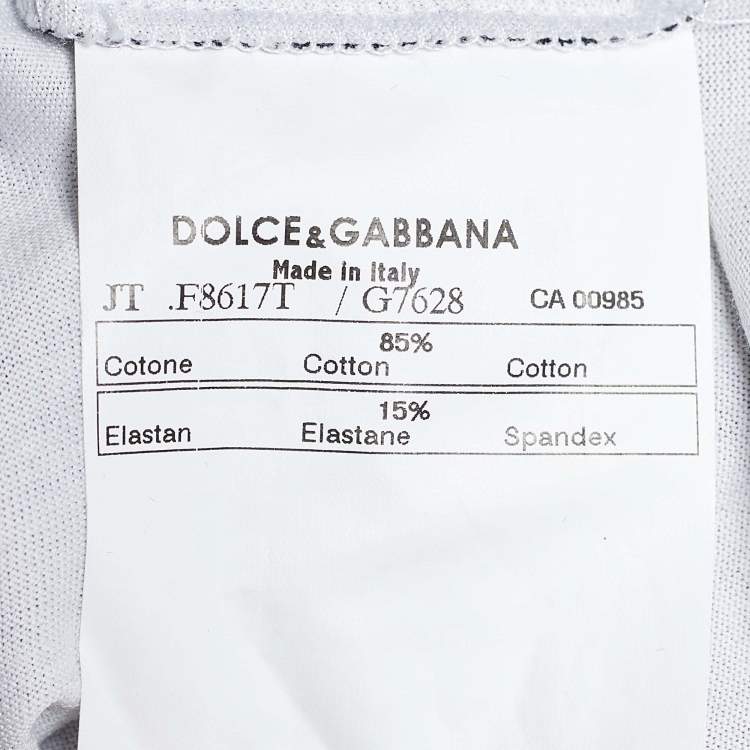 DOLCE&GABBANA
Made in Italy
JT .F8617T / G7628 CA 00985
85%
Cotone Cotton Cotton
15%
Elastan Elastane Spandex